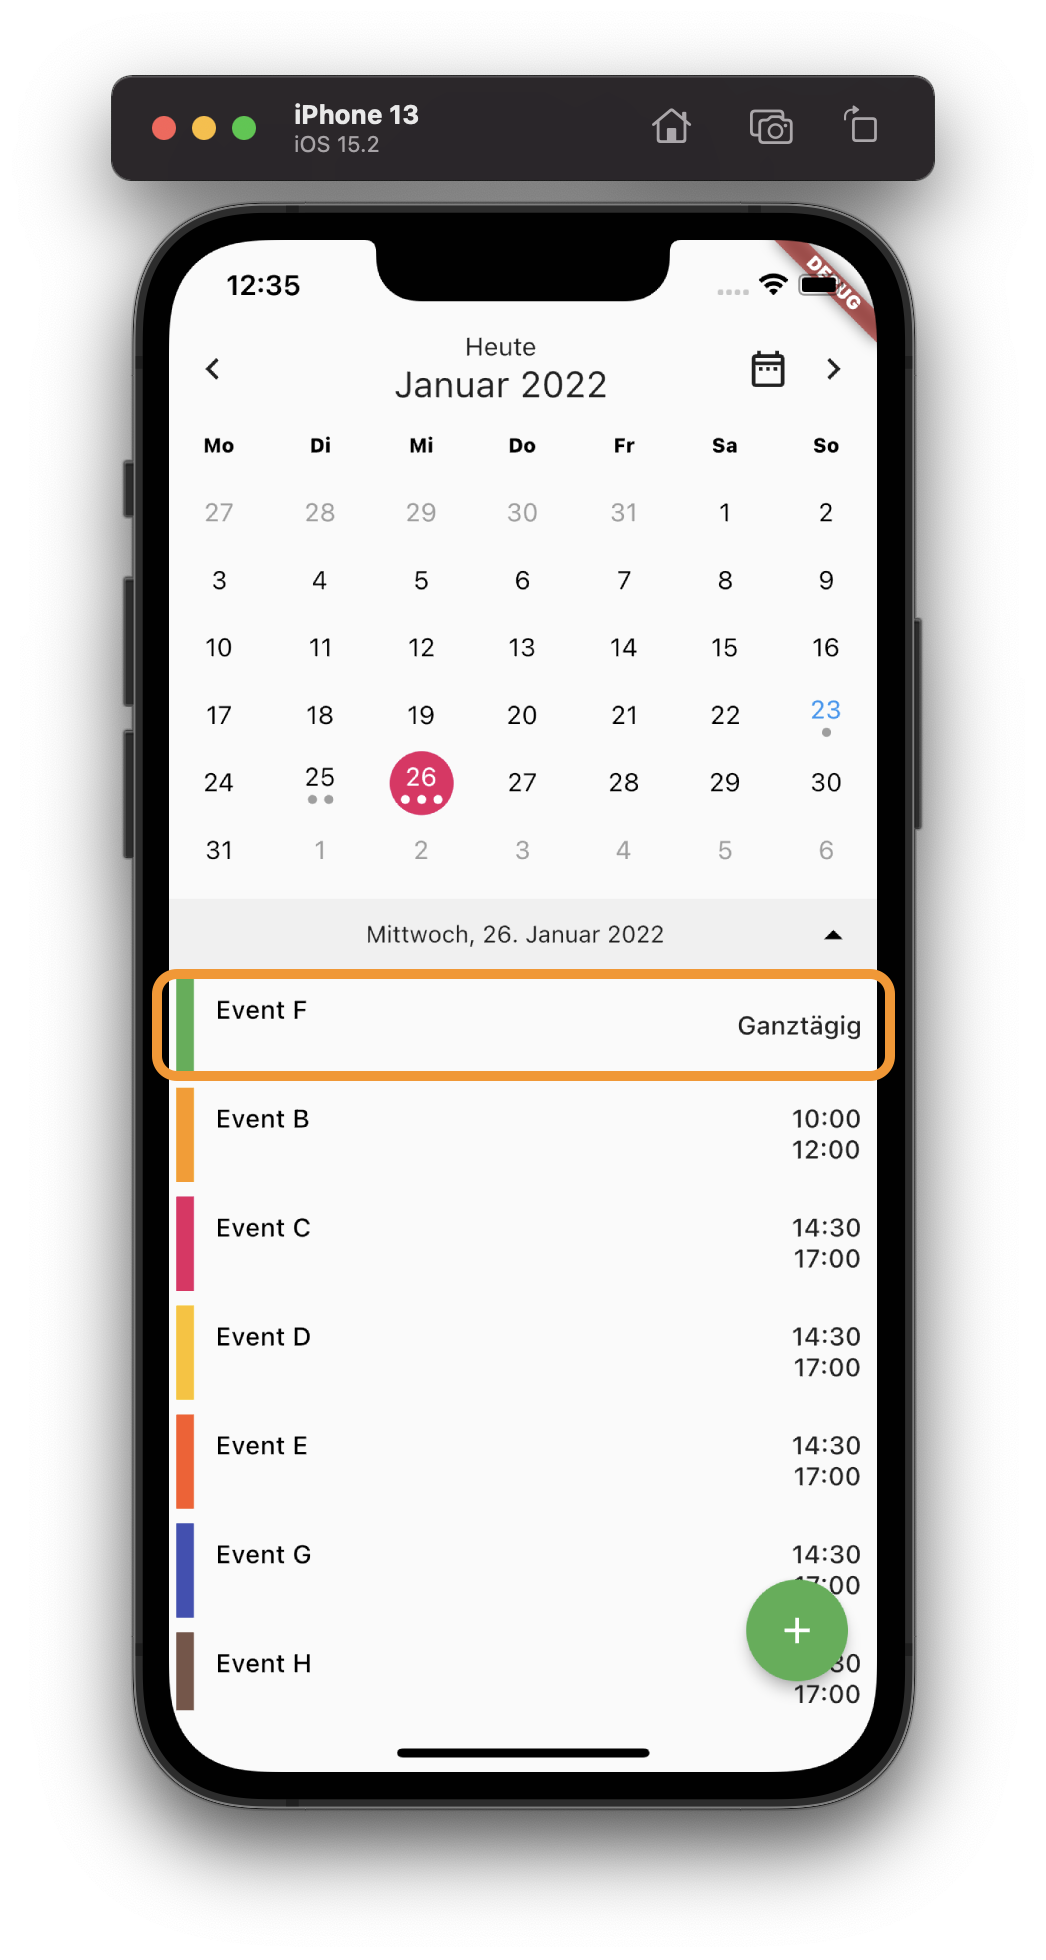 iPhone 13
iOS 15.2
12:35
DEBUG
Heute
Januar 2022
Mo Di Mi Do Fr Sa So
27 28 29 30 31 1 2
3 4 5 6 7 8 9
10 11 12 13 14 15 16
17 18 19 20 21 22 23
24 25 26 27 28 29 30
31 1 2 3 4 5 6
Mittwoch, 26. Januar 2022
Event F
Ganztägig
Event B 10:00
12:00
Event C 14:30
17:00
Event D 14:30
17:00
Event E 14:30
17:00
Event G 14:30
Event H
17:00